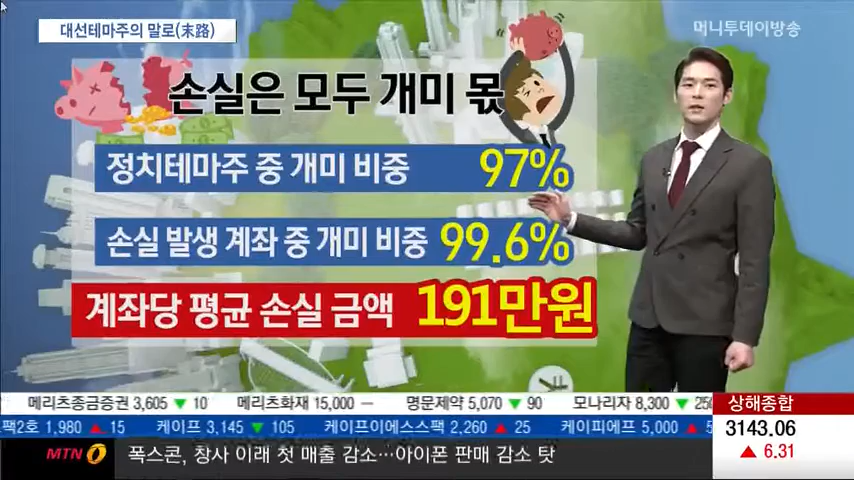 대선테마주의 말로(末路)
머니투데이방송
손실은 모두 개미 몫
정치테마주 중 개미 비중 97%
손실 발생 계좌 중 개미 비중 99.6%
계좌당 평균 손실 금액 191만원
메리츠종금증권 3,605 ▼ 10 메리츠화재 15,000 — 명문제약 5,070 ▼ 90 모나리자 8,300 ▼ 25
스팩2호 1,980 ▲ 15 케이프 3,145 ▼ 105 케이프이에스스팩 2,260 ▲ 25 케이피에프 5,000 ▲ 5
상해종합
3143.06
▲ 6.31
MTN
폭스콘, 창사 이래 첫 매출 감소…아이폰 판매 감소 탓